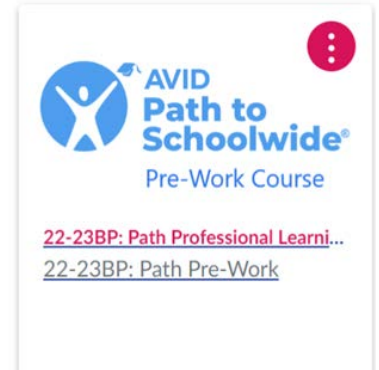 AVID
Path to
Schoolwide®
Pre-Work Course
22-23BP: Path Professional Learni...
22-23BP: Path Pre-Work